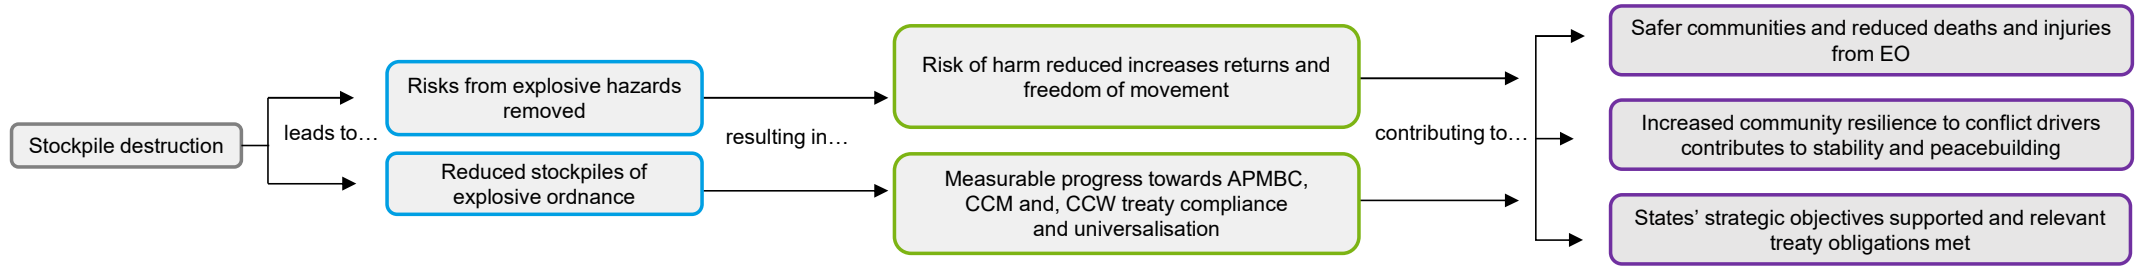 Stockpile destruction
leads to…
Risks from explosive hazards
removed
Reduced stockpiles of
explosive ordnance
resulting in…
Risk of harm reduced increases returns and
freedom of movement
Measurable progress towards APMBC,
CCM and, CCW treaty compliance
and universalisation
contributing to…
Safer communities and reduced deaths and injuries
from EO
Increased community resilience to conflict drivers
contributes to stability and peacebuilding
States’ strategic objectives supported and relevant
treaty obligations met